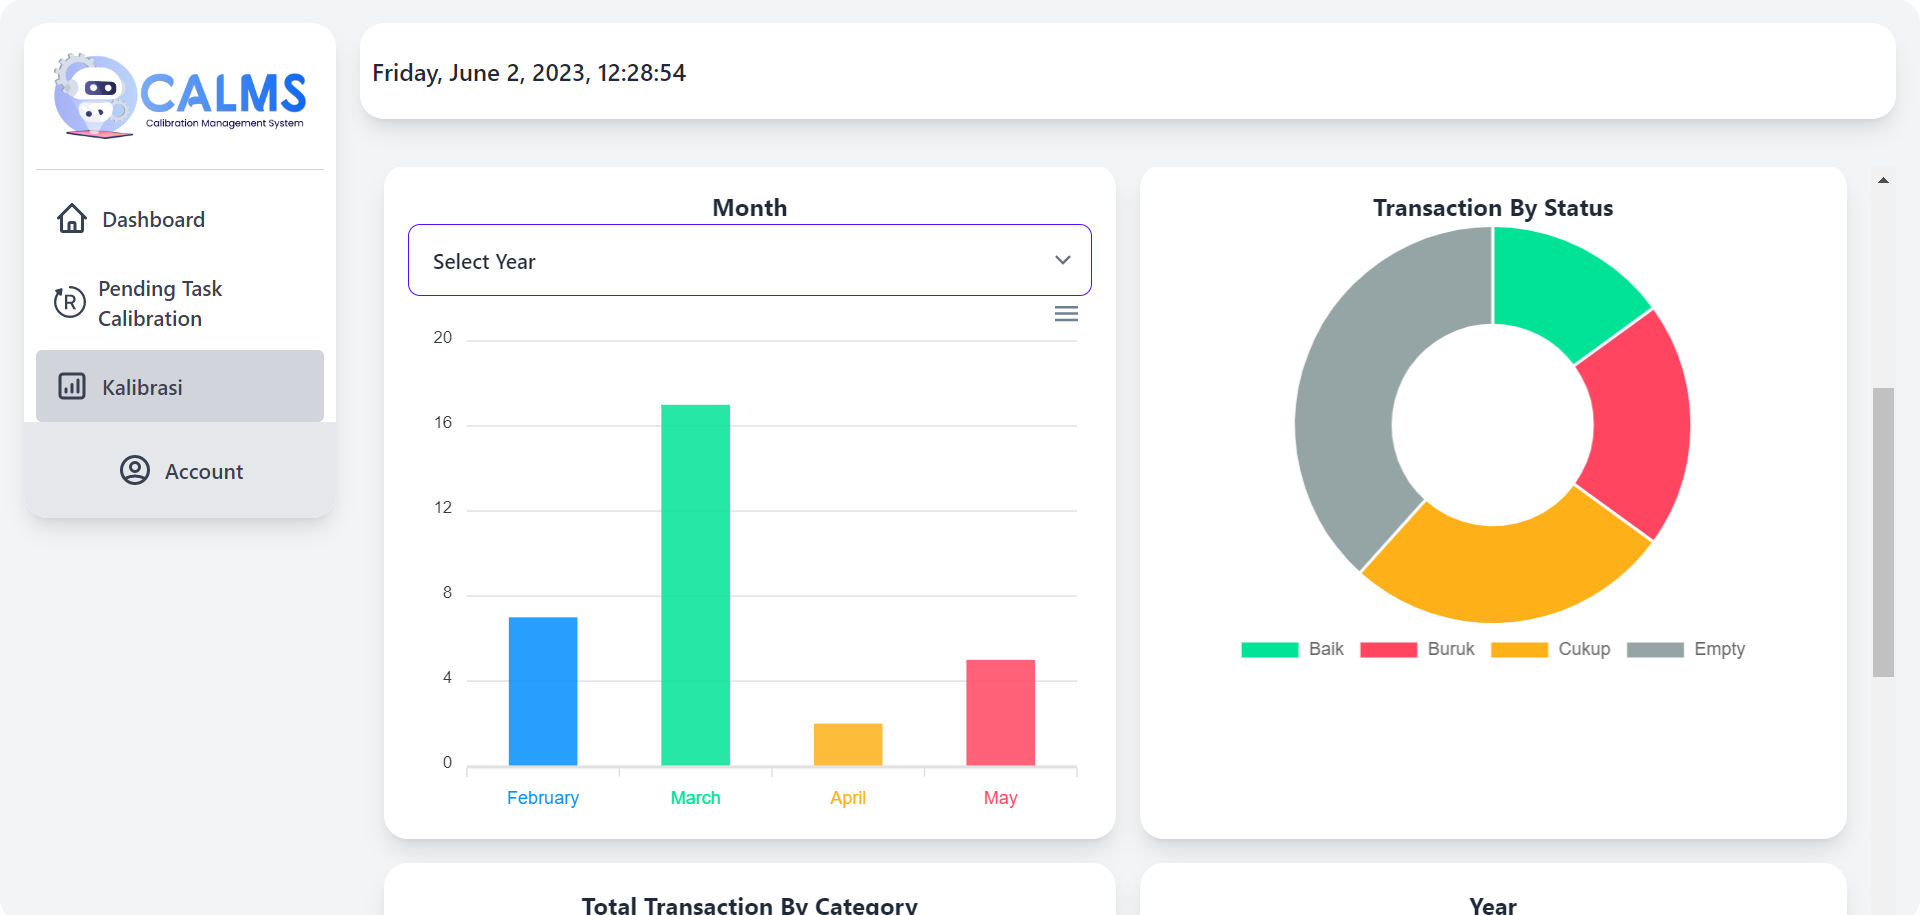 CALMS
Calibration Management System
Dashboard
Pending Task
Calibration
R
Kalibrasi
Account
Friday, June 2, 2023, 12:28:54
Month
Select Year
20
16
12
8
4
0
February March April May
Transaction By Status
Baik Buruk Cukup Empty
Total Transaction By Category
Year